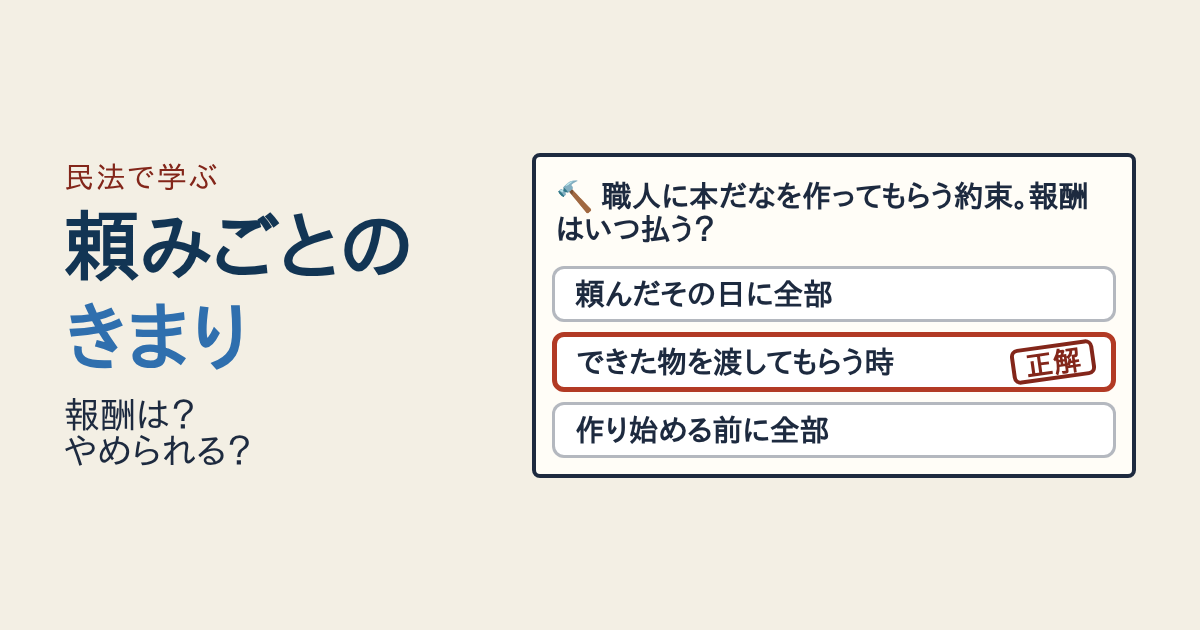 民法で学ぶ
頼みごとの
きまり
報酬は？
やめられる？
🔨 職人に本だなを作ってもらう約束。報酬
はいつ払う？
頼んだその日に全部
できた物を渡してもらう時
正解
作り始める前に全部